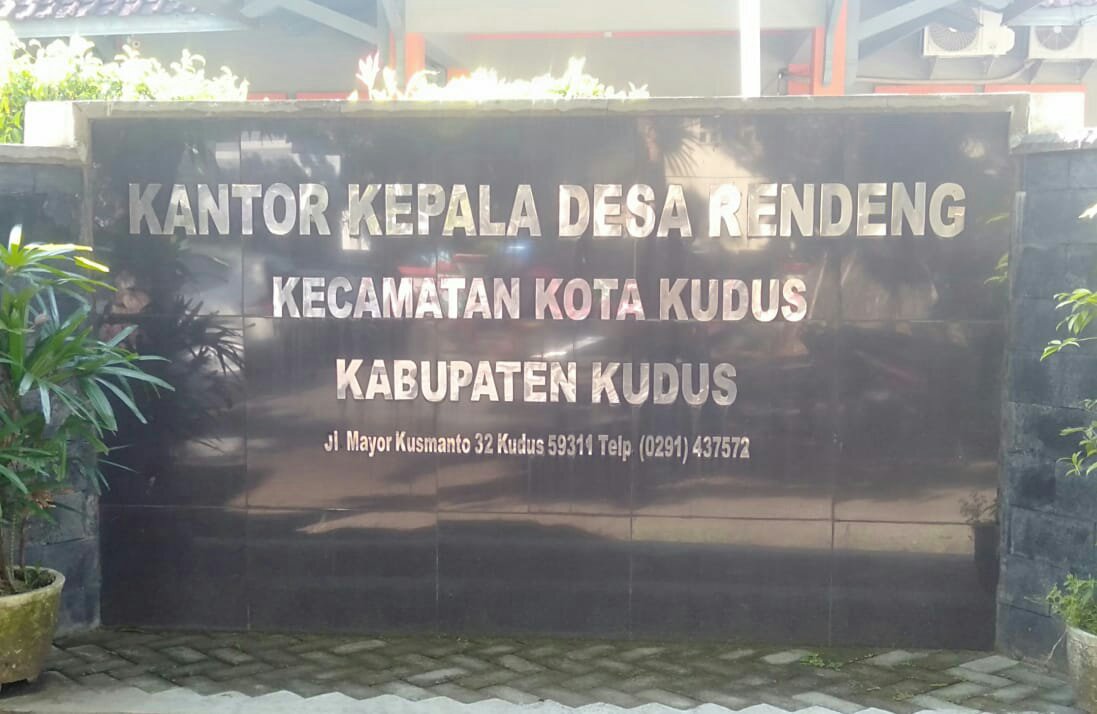 KANTOR KEPALA DESA RENDENG
KECAMATAN KOTA KUDUS
KABUPATEN KUDUS
Jl Mayor Kusmanto 32 Kudus 59311 Telp. (0291) 437572